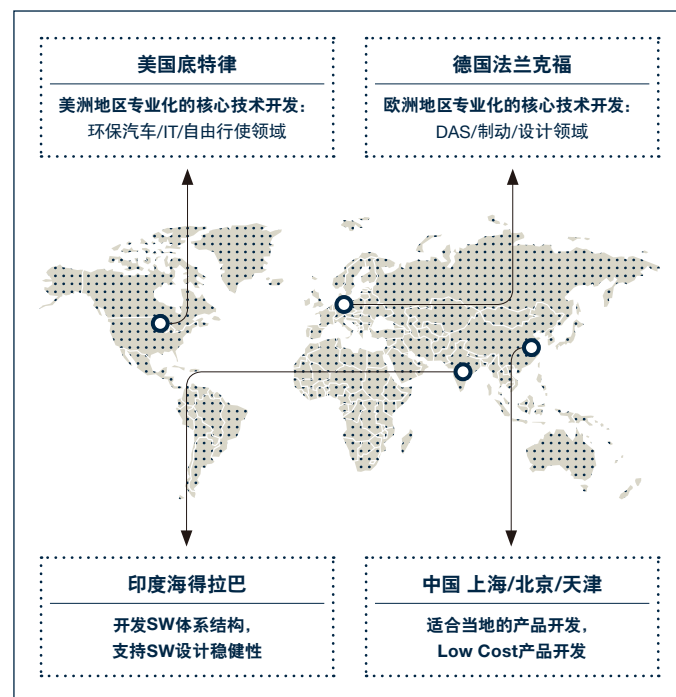 美国底特律
美洲地区专业化的核心技术开发：
环保汽车/IT/自由行使领域
德国法兰克福
欧洲地区专业化的核心技术开发：
DAS/制动/设计领域
印度海得拉巴
开发SW体系结构，
支持SW设计稳健性
中国 上海/北京/天津
适合当地的产品开发，
Low Cost产品开发